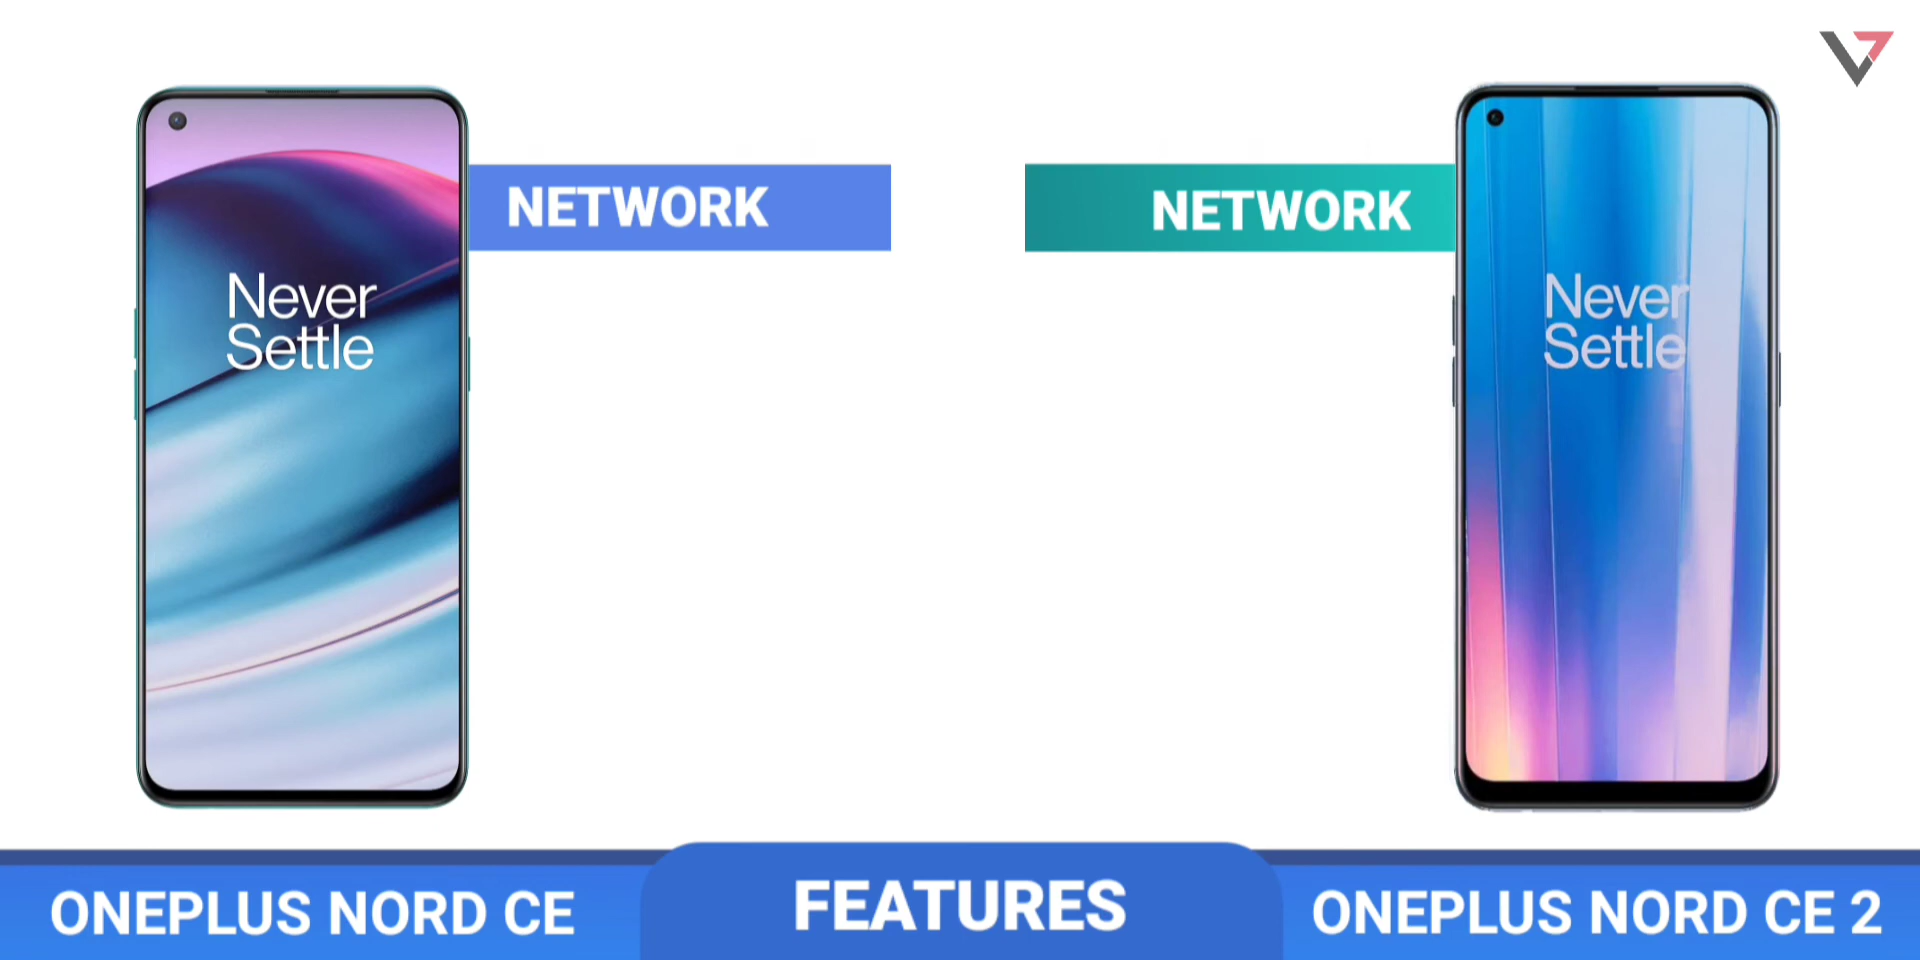 NETWORK
Never
Settle
NETWORK
Never
Settle
ONEPLUS NORD CE
FEATURES
ONEPLUS NORD CE 2